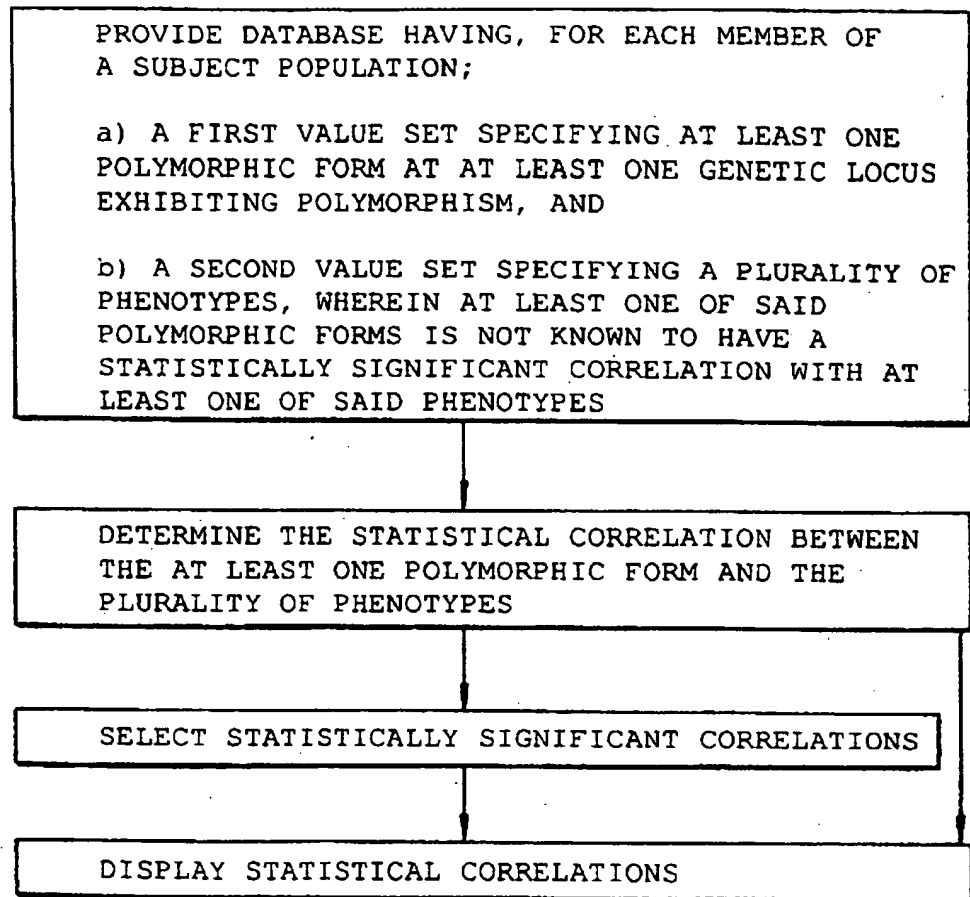 PROVIDE DATABASE HAVING, FOR EACH MEMBER OF
A SUBJECT POPULATION;
a) A FIRST VALUE SET SPECIFYING AT LEAST ONE
POLYMORPHIC FORM AT AT LEAST ONE GENETIC LOCUS
EXHIBITING POLYMORPHISM, AND
b) A SECOND VALUE SET SPECIFYING A PLURALITY OF
PHENOTYPES, WHEREIN AT LEAST ONE OF SAID
POLYMORPHIC FORMS IS NOT KNOWN TO HAVE A
STATISTICALLY SIGNIFICANT CORRELATION WITH AT
LEAST ONE OF SAID PHENOTYPES
DETERMINE THE STATISTICAL CORRELATION BETWEEN
THE AT LEAST ONE POLYMORPHIC FORM AND THE
PLURALITY OF PHENOTYPES
SELECT STATISTICALLY SIGNIFICANT CORRELATIONS
DISPLAY STATISTICAL CORRELATIONS